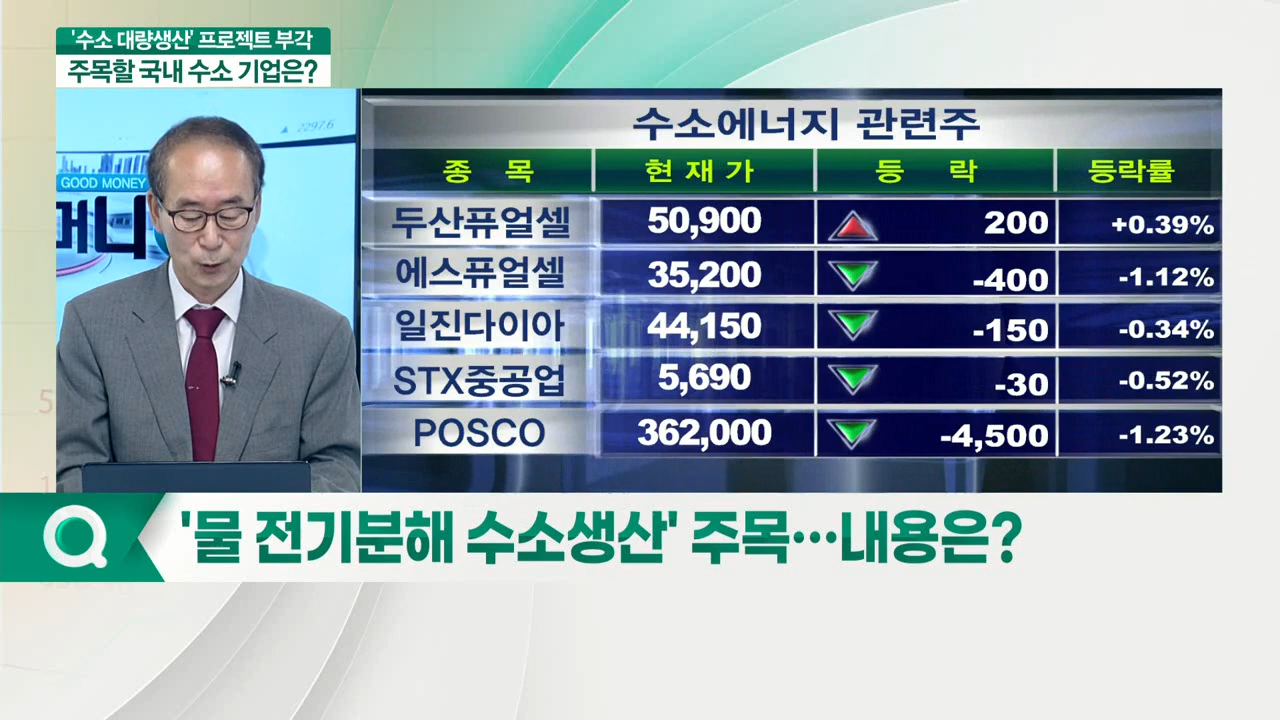 '수소 대량생산' 프로젝트 부각
주목할 국내 수소 기업은?
▲ 2297.6
GOOD MONEY
머니
수소에너지 관련주
종 목 현 재 가 등 락 등락률
두산퓨얼셀 50,900 200 +0.39%
에스퓨얼셀 35,200 -400 -1.12%
일진다이아 44,150 -150 -0.34%
STX중공업 5,690 -30 -0.52%
POSCO 362,000 -4,500 -1.23%
'물 전기분해 수소생산' 주목…내용은?